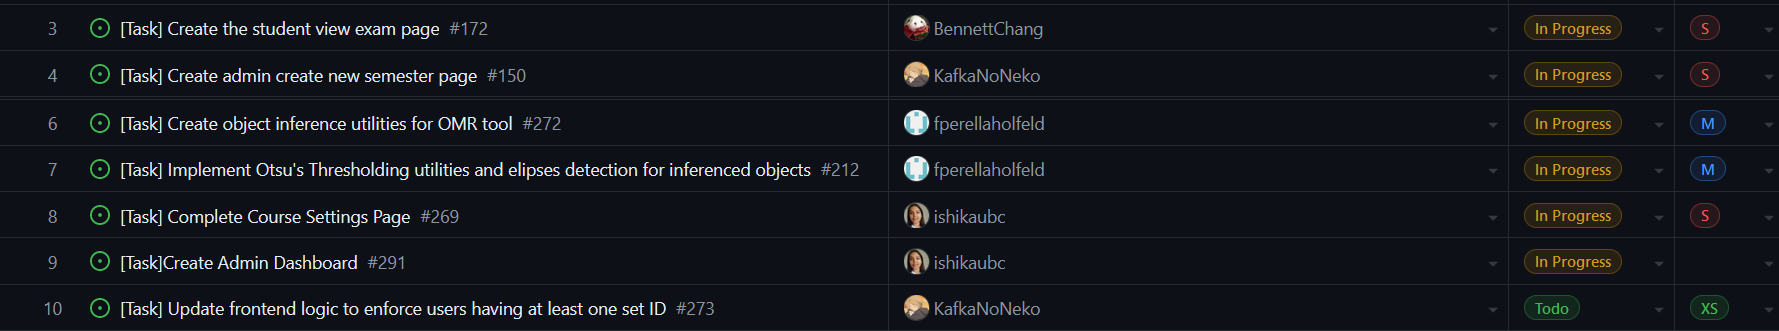 3 [Task] Create the student view exam page #172 BennettChang In Progress S
4 [Task] Create admin create new semester page #150 KafkaNoNeko In Progress S
6 [Task] Create object inference utilities for OMR tool #272 fperellaholfeld In Progress M
7 [Task] Implement Otsu's Thresholding utilities and elipses detection for inferenced objects #212 fperellaholfeld In Progress M
8 [Task] Complete Course Settings Page #269 ishikaubc In Progress S
9 [Task]Create Admin Dashboard #291 ishikaubc In Progress
10 [Task] Update frontend logic to enforce users having at least one set ID #273 KafkaNoNeko Todo XS